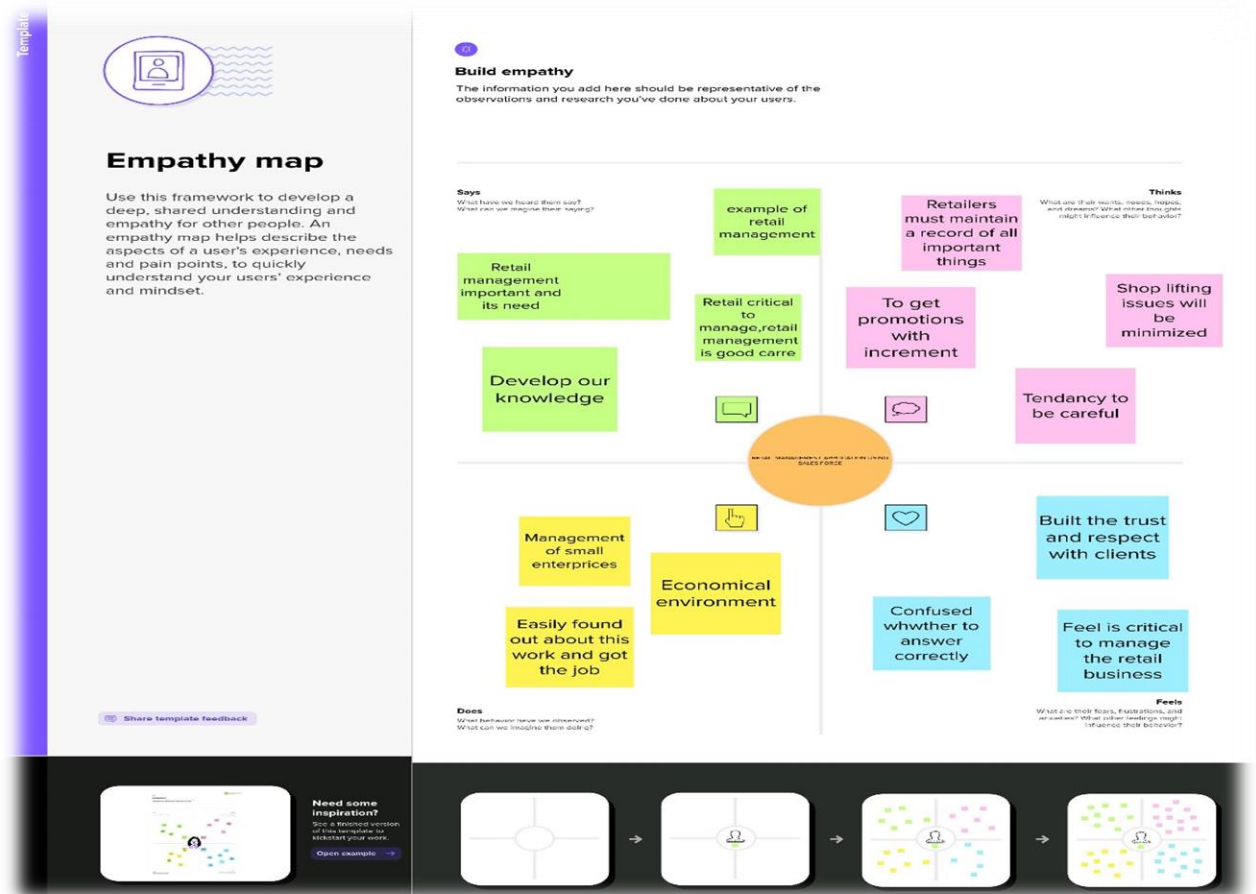 Template
Empathy map
Use this framework to develop a
deep, shared understanding and
empathy for other people. An
empathy map helps describe the
aspects of a user's experience, needs
and pain points, to quickly
understand your users' experience
and mindset.
Share template feedback
Need some
inspiration?
See a finished version
of this template to
kickstart your work.
Open example
Build empathy
The information you add here should be representative of the
observations and research you've done about your users.
Says
What have we heard them say?
What can we imagine them saying?
example of
retail
management
Retail
management
important and
its need
Retail critical
to
manage,retail
management
is good carre
Develop our
knowledge
Thinks
What are their wants, needs, hopes,
and dreams? What other thoughts
might influence their behavior?
Retailers
must maintain
a record of all
important
things
Shop lifting
issues will
be
minimized
To get
promotions
with
increment
Tendancy to
be careful
RETAIL MANAGEMENT APPLICATION USING
SALES FORCE
Management
of small
enterprices
Economical
environment
Easily found
out about this
work and got
the job
Does
What behavior have we observed?
What can we imagine them doing?
Built the trust
and respect
with clients
Confused
whwther to
answer
correctly
Feel is critical
to manage
the retail
business
Feels
What are their fears, frustrations, and
anxieties? What other feelings might
influence their behavior?